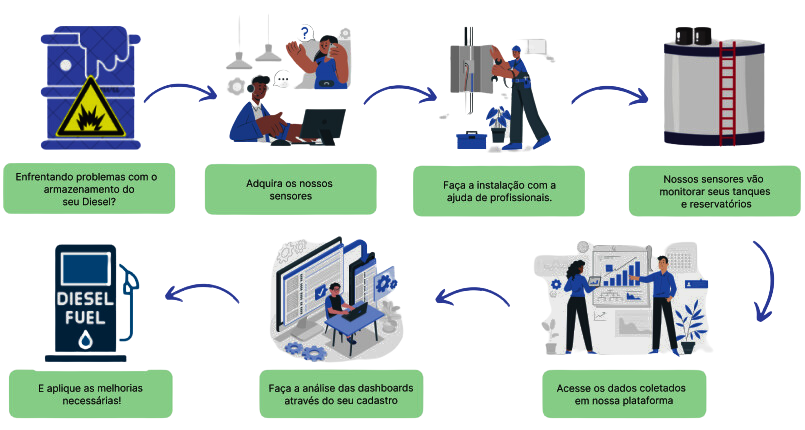 Enfrentando problemas com o
armazenamento do
seu Diesel?
?
...
Adquira os nossos
sensores
Faça a instalação com a
ajuda de profissionais.
Nossos sensores vão
monitorar seus tanques
e reservatórios
Acesse os dados coletados
em nossa plataforma
Faça a análise das dashboards
através do seu cadastro
DIESEL
FUEL
E aplique as melhorias
necessárias!